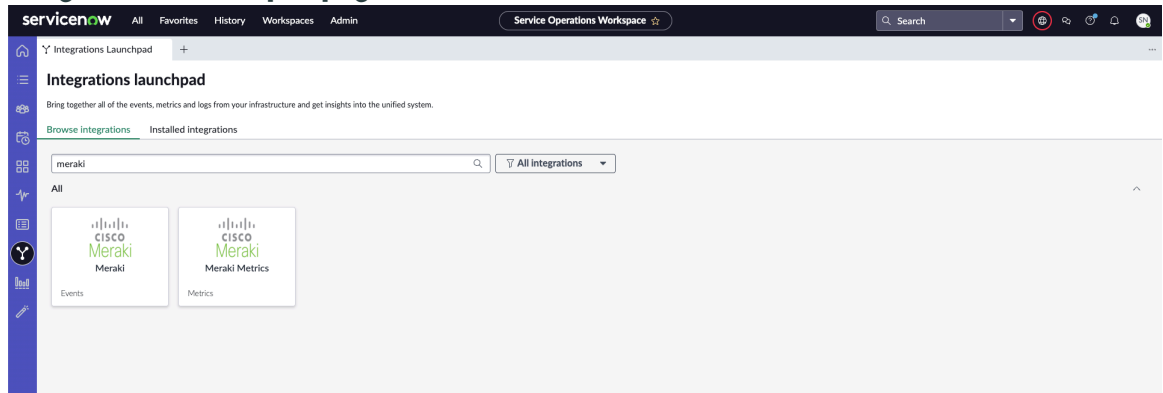 servicenow All Favorites History Workspaces Admin Service Operations Workspace Search SN
Integrations Launchpad
Integrations launchpad
Bring together all of the events, metrics and logs from your infrastructure and get insights into the unified system.
Browse integrations Installed integrations
meraki All integrations
All
CISCO CISCO
Meraki Meraki
Meraki Meraki Metrics
Events Metrics